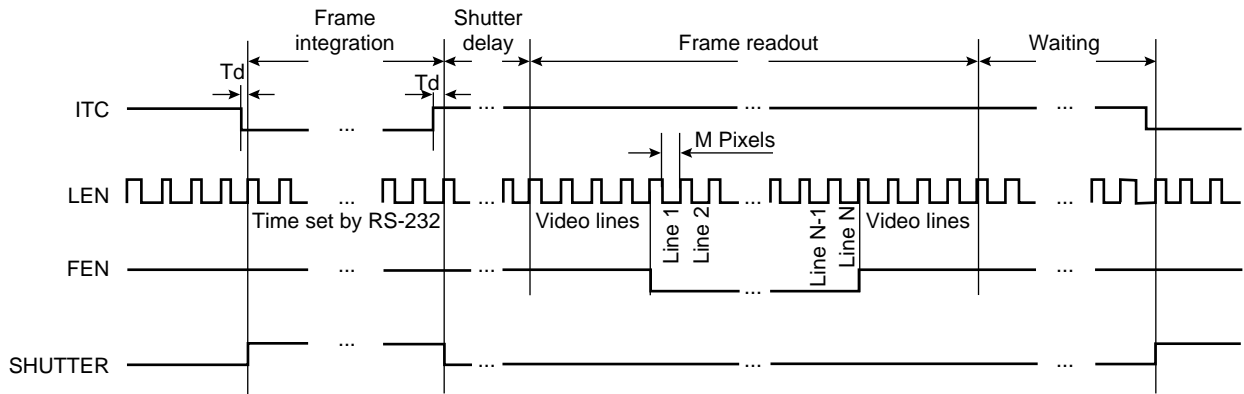 Frame
integration
Shutter
delay
Frame readout
Waiting
Td
Td
ITC
...
...
...
...
M Pixels
LEN
...
...
...
...
Time set by RS-232
Video lines
Line 1
Line 2
Line N-1
Line N
Video lines
FEN
...
...
...
...
SHUTTER
...
...
...
...